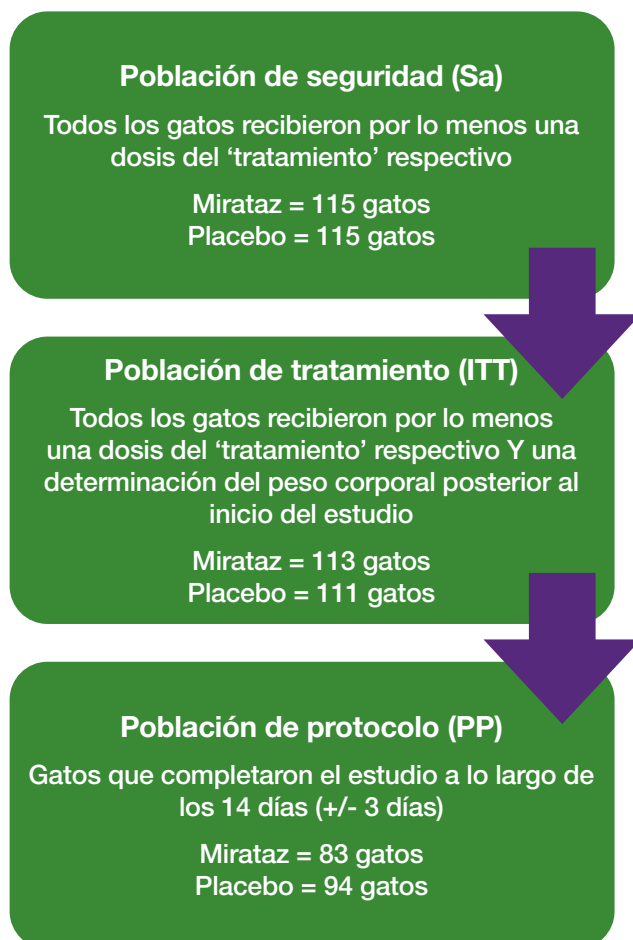 Población de seguridad (Sa)
Todos los gatos recibieron por lo menos una
dosis del ‘tratamiento’ respectivo
Mirataz = 115 gatos
Placebo = 115 gatos
Población de tratamiento (ITT)
Todos los gatos recibieron por lo menos
una dosis del ‘tratamiento’ respectivo Y una
determinación del peso corporal posterior al
inicio del estudio
Mirataz = 113 gatos
Placebo = 111 gatos
Población de protocolo (PP)
Gatos que completaron el estudio a lo largo de
los 14 días (+/- 3 días)
Mirataz = 83 gatos
Placebo = 94 gatos